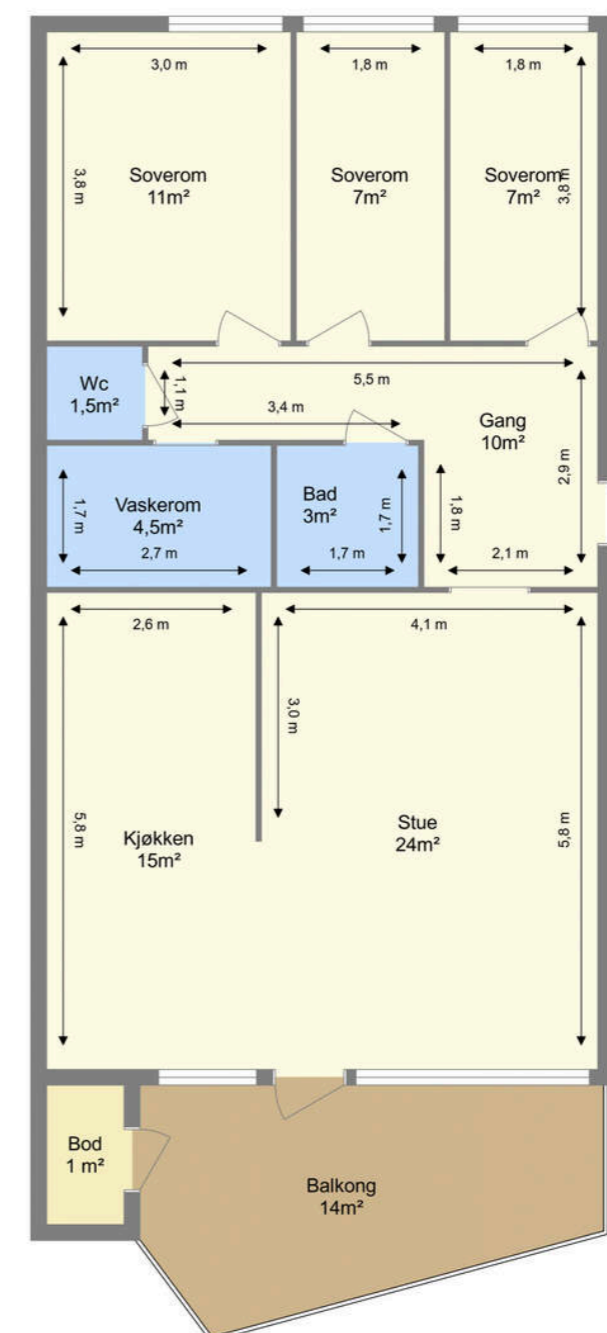 3,0 m
1,8 m
1,8 m
3,8 m
Soverom
11m²
Soverom
7m²
Soverom
7m²
3,8 m
Wc
1,5m²
1,1 m
5,5 m
3,4 m
Gang
10m²
2,9 m
1,7 m
Vaskerom
4,5m²
2,7 m
Bad
3m²
1,7 m
1,7 m
1,8 m
2,1 m
2,6 m
4,1 m
3,0 m
5,8 m
Kjøkken
15m²
Stue
24m²
5,8 m
Bod
1 m²
Balkong
14m²